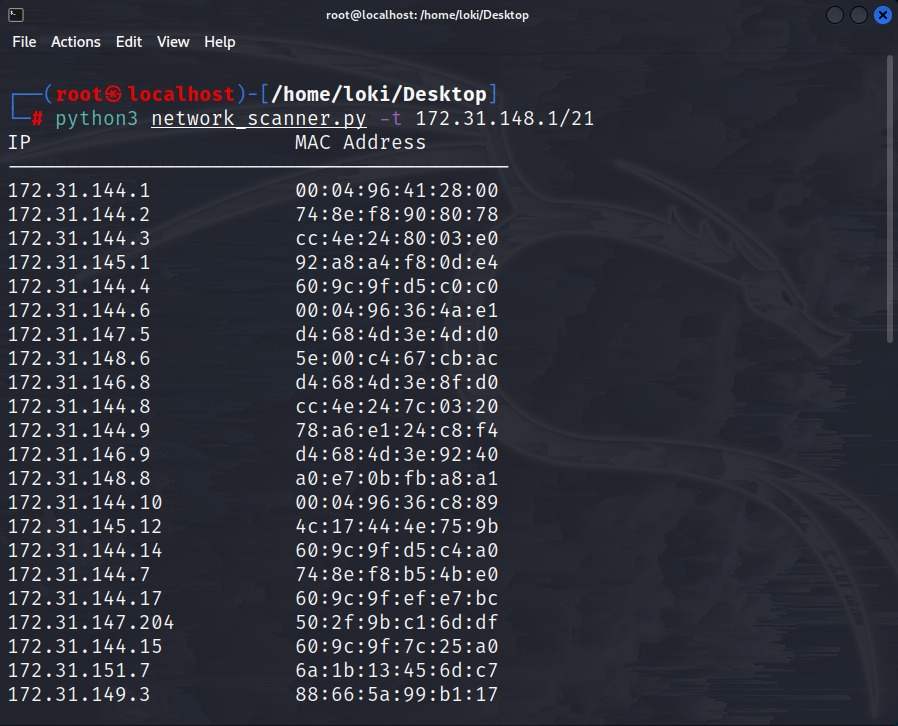 root@localhost: /home/loki/Desktop
File Actions Edit View Help
┌──(root㉿localhost)-[/home/loki/Desktop]
└─# python3 network_scanner.py -t 172.31.148.1/21
IP MAC Address
172.31.144.1 00:04:96:41:28:00
172.31.144.2 74:8e:f8:90:80:78
172.31.144.3 cc:4e:24:80:03:e0
172.31.145.1 92:a8:a4:f8:0d:e4
172.31.144.4 60:9c:9f:d5:c0:c0
172.31.144.6 00:04:96:36:4a:e1
172.31.147.5 d4:68:4d:3e:4d:d0
172.31.148.6 5e:00:c4:67:cb:ac
172.31.146.8 d4:68:4d:3e:8f:d0
172.31.144.8 cc:4e:24:7c:03:20
172.31.144.9 78:a6:e1:24:c8:f4
172.31.146.9 d4:68:4d:3e:92:40
172.31.148.8 a0:e7:0b:fb:a8:a1
172.31.144.10 00:04:96:36:c8:89
172.31.145.12 4c:17:44:4e:75:9b
172.31.144.14 60:9c:9f:d5:c4:a0
172.31.144.7 74:8e:f8:b5:4b:e0
172.31.144.17 60:9c:9f:ef:e7:bc
172.31.147.204 50:2f:9b:c1:6d:df
172.31.144.15 60:9c:9f:7c:25:a0
172.31.151.7 6a:1b:13:45:6d:c7
172.31.149.3 88:66:5a:99:b1:17